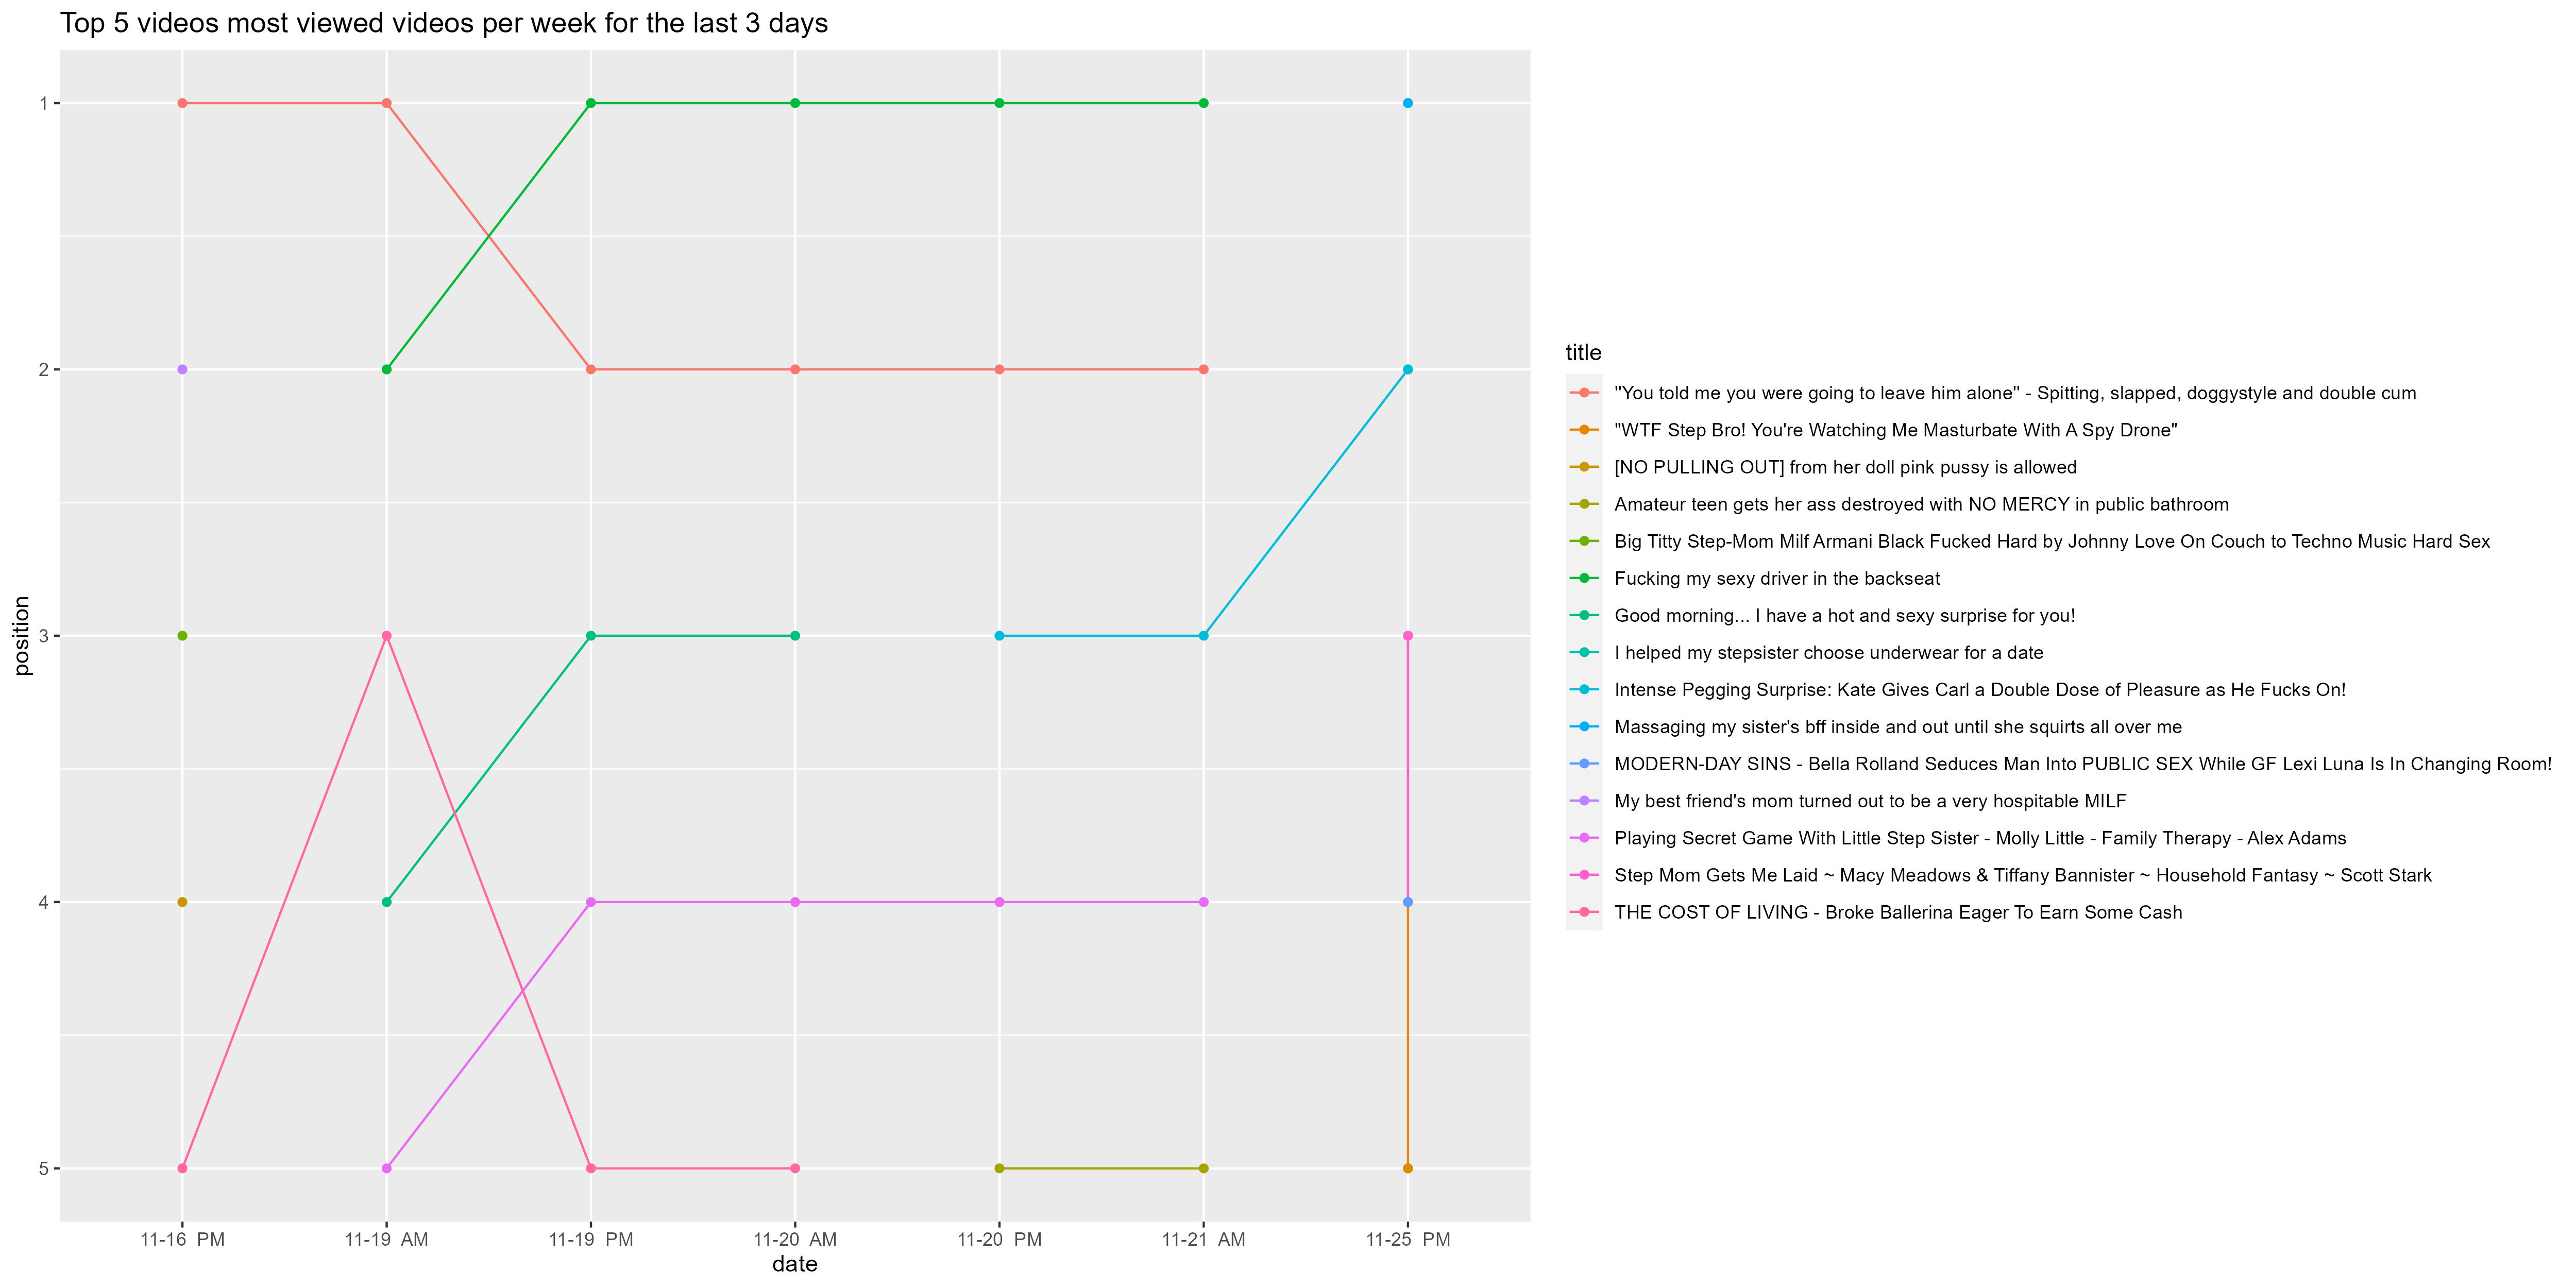 Top 5 videos most viewed videos per week for the last 3 days
position
1
2
3
4
5
11-16 PM
11-19 AM
11-19 PM
11-20 AM
11-20 PM
11-21 AM
11-25 PM
date
title
"You told me you were going to leave him alone" - Spitting, slapped, doggystyle and double cum
"WTF Step Bro! You're Watching Me Masturbate With A Spy Drone"
[NO PULLING OUT] from her doll pink pussy is allowed
Amateur teen gets her ass destroyed with NO MERCY in public bathroom
Big Titty Step-Mom Milf Armani Black Fucked Hard by Johnny Love On Couch to Techno Music Hard Sex
Fucking my sexy driver in the backseat
Good morning... I have a hot and sexy surprise for you!
I helped my stepsister choose underwear for a date
Intense Pegging Surprise: Kate Gives Carl a Double Dose of Pleasure as He Fucks On!
Massaging my sister's bff inside and out until she squirts all over me
MODERN-DAY SINS - Bella Rolland Seduces Man Into PUBLIC SEX While GF Lexi Luna Is In Changing Room!
My best friend's mom turned out to be a very hospitable MILF
Playing Secret Game With Little Step Sister - Molly Little - Family Therapy - Alex Adams
Step Mom Gets Me Laid ~ Macy Meadows & Tiffany Bannister ~ Household Fantasy ~ Scott Stark
THE COST OF LIVING - Broke Ballerina Eager To Earn Some Cash